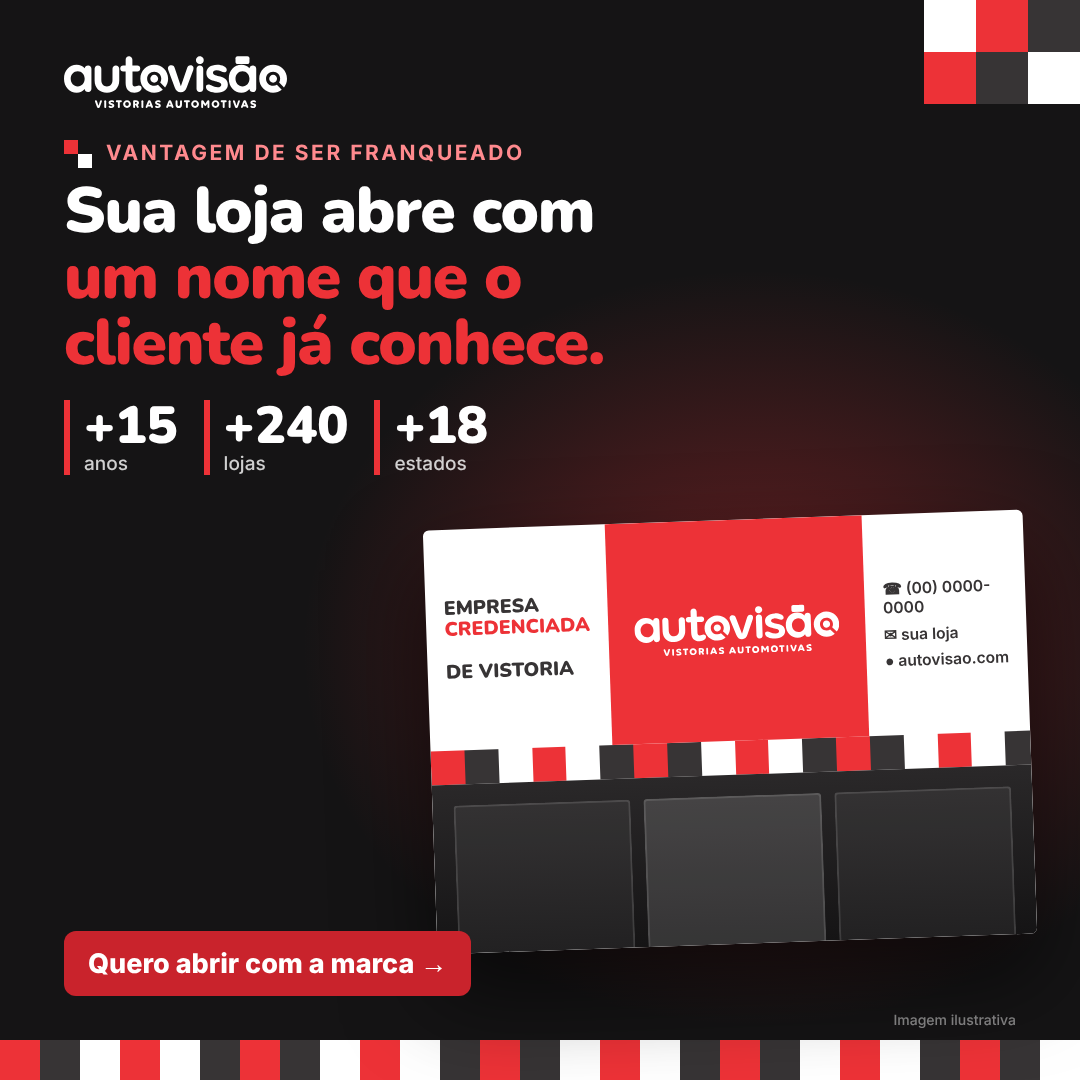 autovisão
VISTORIAS AUTOMOTIVAS
VANTAGEM DE SER FRANQUEADO
Sua loja abre com
um nome que o
cliente já conhece.
+15
anos
+240
lojas
+18
estados
EMPRESA
CREDENCIADA
DE VISTORIA
autovisão
VISTORIAS AUTOMOTIVAS
☎ (00) 0000-
0000
✉ sua loja
● autovisao.com
Quero abrir com a marca →
Imagem ilustrativa